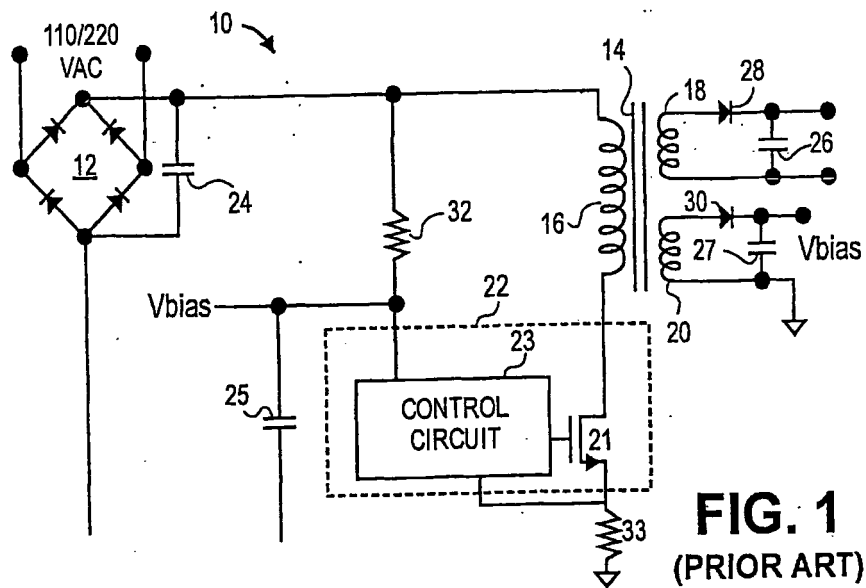 10
110/220
VAC
14
18
28
12
24
26
16
30
32
Vbias
27
Vbias
22
20
23
25
CONTROL
CIRCUIT
21
33
FIG. 1
(PRIOR ART)